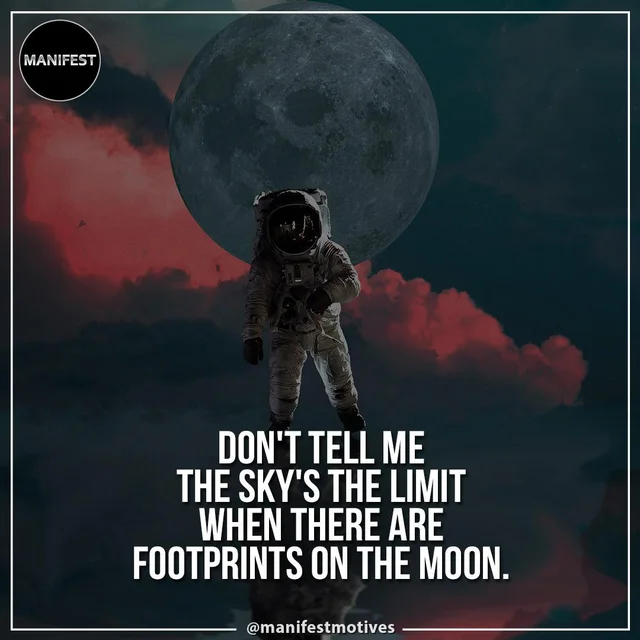 MANIFEST
DON'T TELL ME
THE SKY'S THE LIMIT
WHEN THERE ARE
FOOTPRINTS ON THE MOON.
@manifestmotives